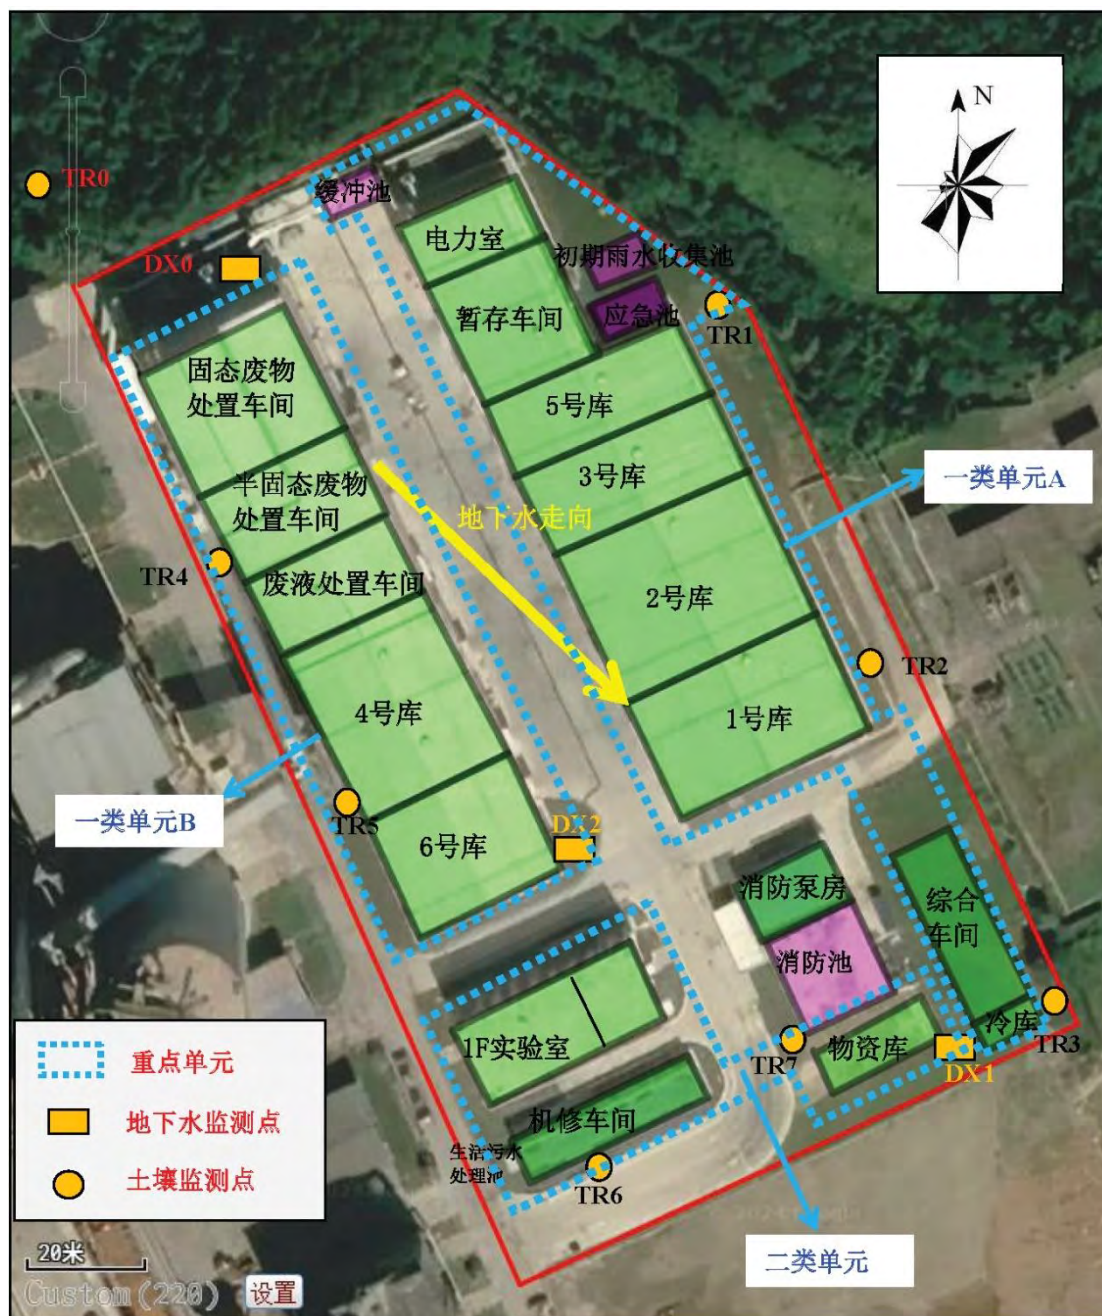 N
TR0
缓冲池
电力室
初期雨水收集池
DX0
暂存车间
应急池
TR1
固态废物
处置车间
5号库
3号库
一类单元A
半固态废物
处置车间
地下水走向
TR4
废液处置车间
2号库
TR2
4号库
1号库
一类单元B
TR5
DX2
6号库
消防泵房
综合
车间
消防池
1F实验室
TR7
物资库
冷库
TR3
DX1
机修车间
生活污水
处理池
TR6
二类单元
重点单元
地下水监测点
土壤监测点
20米
Custom(220)
设置